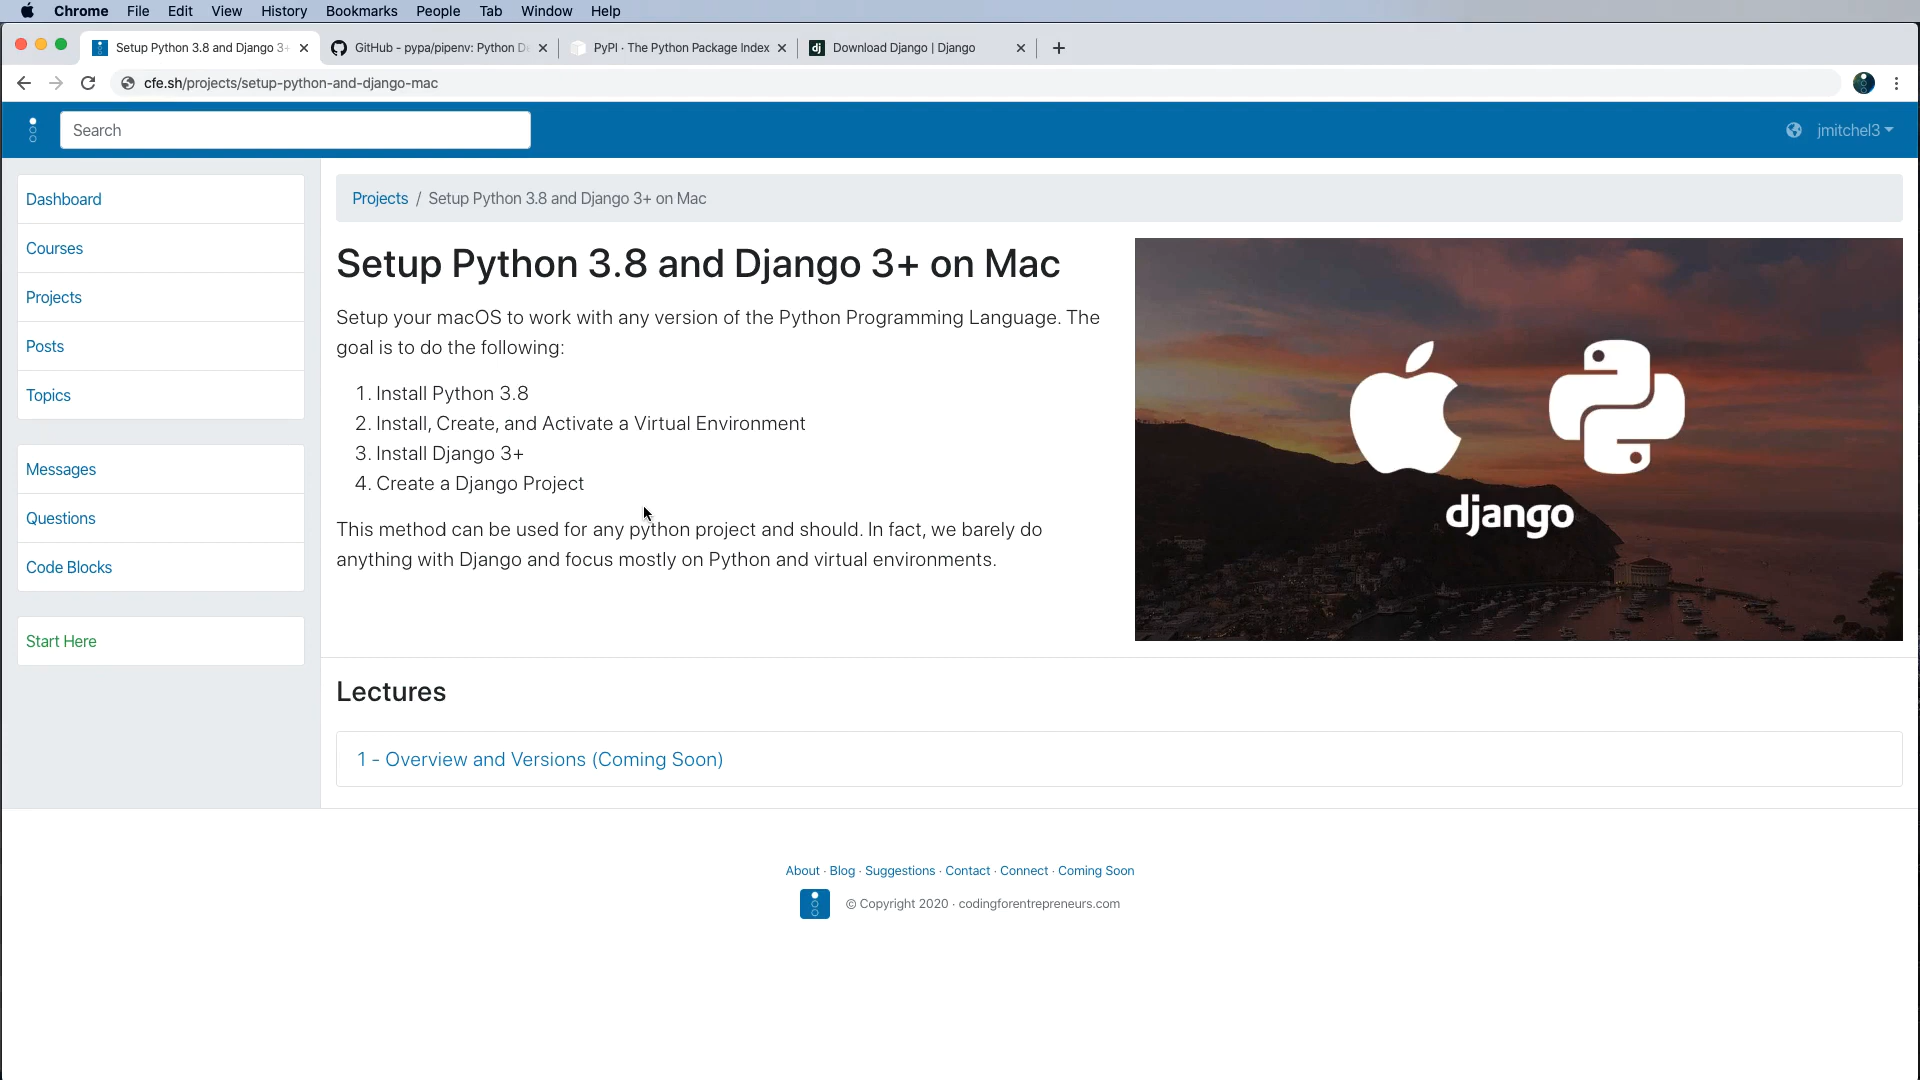 Chrome File Edit View History Bookmarks People Tab Window Help
Setup Python 3.8 and Django 3+
GitHub - pypa/pipenv: Python D
PyPI · The Python Package Index
dj
Download Django | Django
cfe.sh/projects/setup-python-and-django-mac
Search
jmitchel3
Dashboard
Courses
Projects
Posts
Topics
Messages
Questions
Code Blocks
Start Here
Projects / Setup Python 3.8 and Django 3+ on Mac
Setup Python 3.8 and Django 3+ on Mac
Setup your macOS to work with any version of the Python Programming Language. The
goal is to do the following:
1. Install Python 3.8
2. Install, Create, and Activate a Virtual Environment
3. Install Django 3+
4. Create a Django Project
This method can be used for any python project and should. In fact, we barely do
anything with Django and focus mostly on Python and virtual environments.
django
Lectures
1 - Overview and Versions (Coming Soon)
About · Blog · Suggestions · Contact · Connect · Coming Soon
© Copyright 2020 · codingforentrepreneurs.com